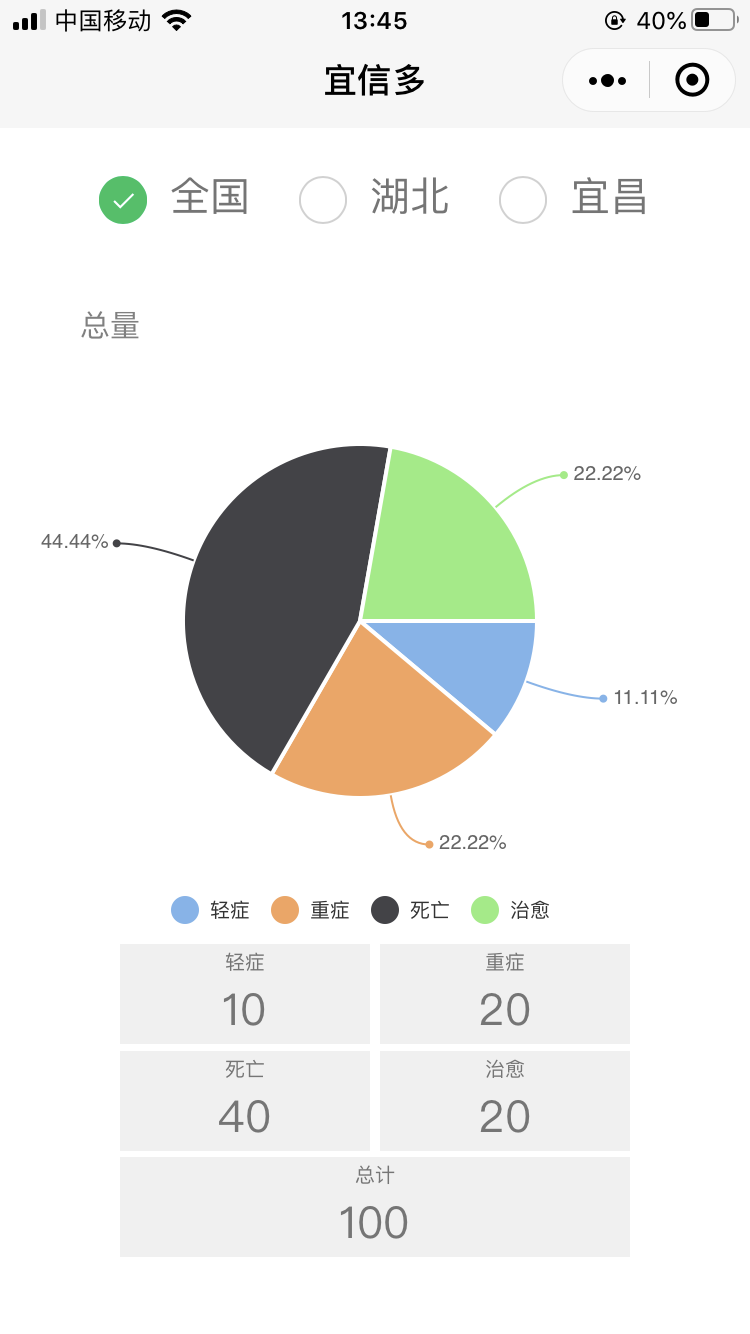 中国移动 13:45 40%
宜信多
全国 湖北 宜昌
总量
22.22%
44.44%
11.11%
22.22%
轻症 重症 死亡 治愈
轻症 重症
10 20
死亡 治愈
40 20
总计
100